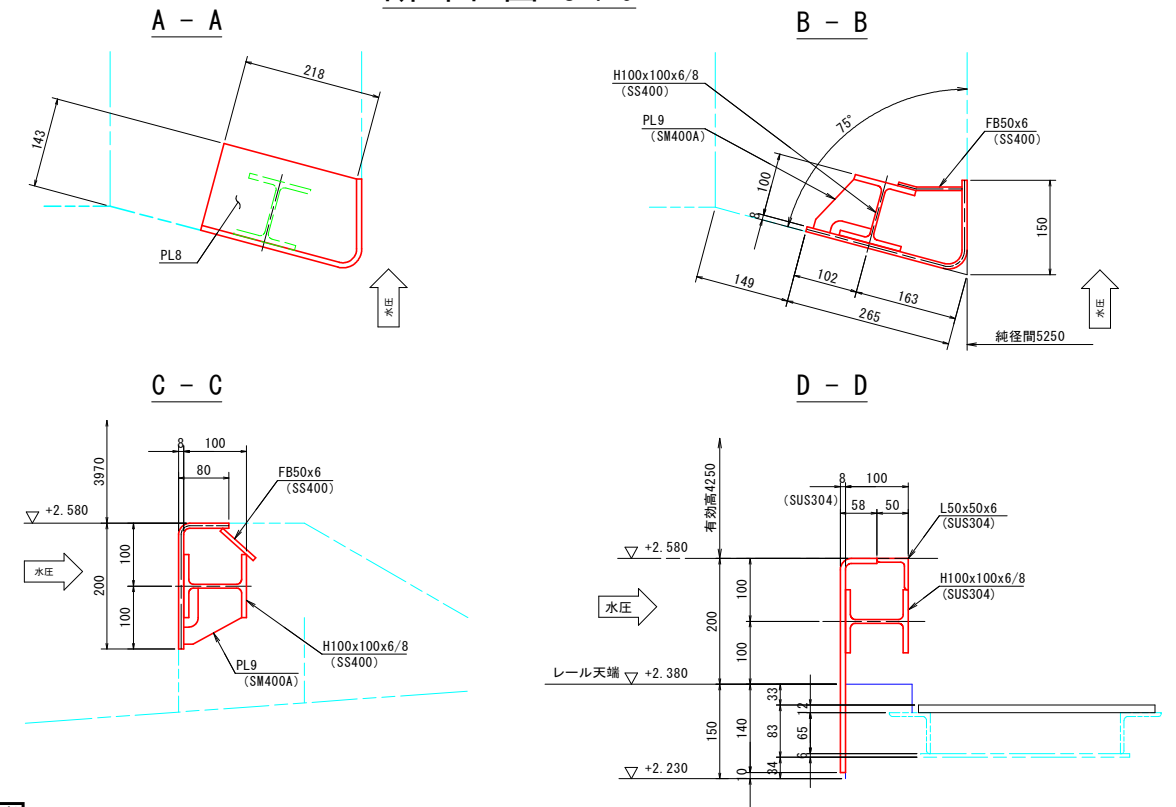 A - A
218
143
PL8
水圧
B - B
H100x100x6/8
(SS400)
PL9
(SM400A)
75°
FB50x6
(SS400)
100
8
150
149
102
163
265
水圧
純径間5250
C - C
8
100
80
3970
FB50x6
(SS400)
+2.580
水圧
200
100
100
H100x100x6/8
(SS400)
PL9
(SM400A)
D - D
有効高4250
8
100
(SUS304)
58
50
L50x50x6
(SUS304)
+2.580
H100x100x6/8
(SUS304)
水圧
200
100
100
レール天端
+2.380
33
12
150
140
83
65
6
34
10
+2.230